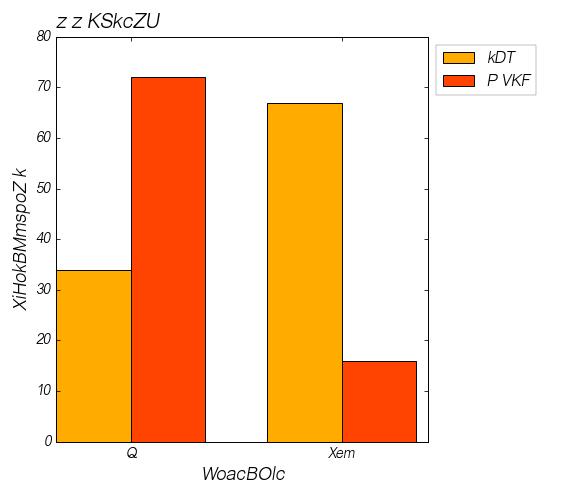 z z KSkcZU
80
70
60
50
40
30
20
10
0
XiHokBMmspoZ k
Q
Xem
WoacBOlc
kDT
P VKF